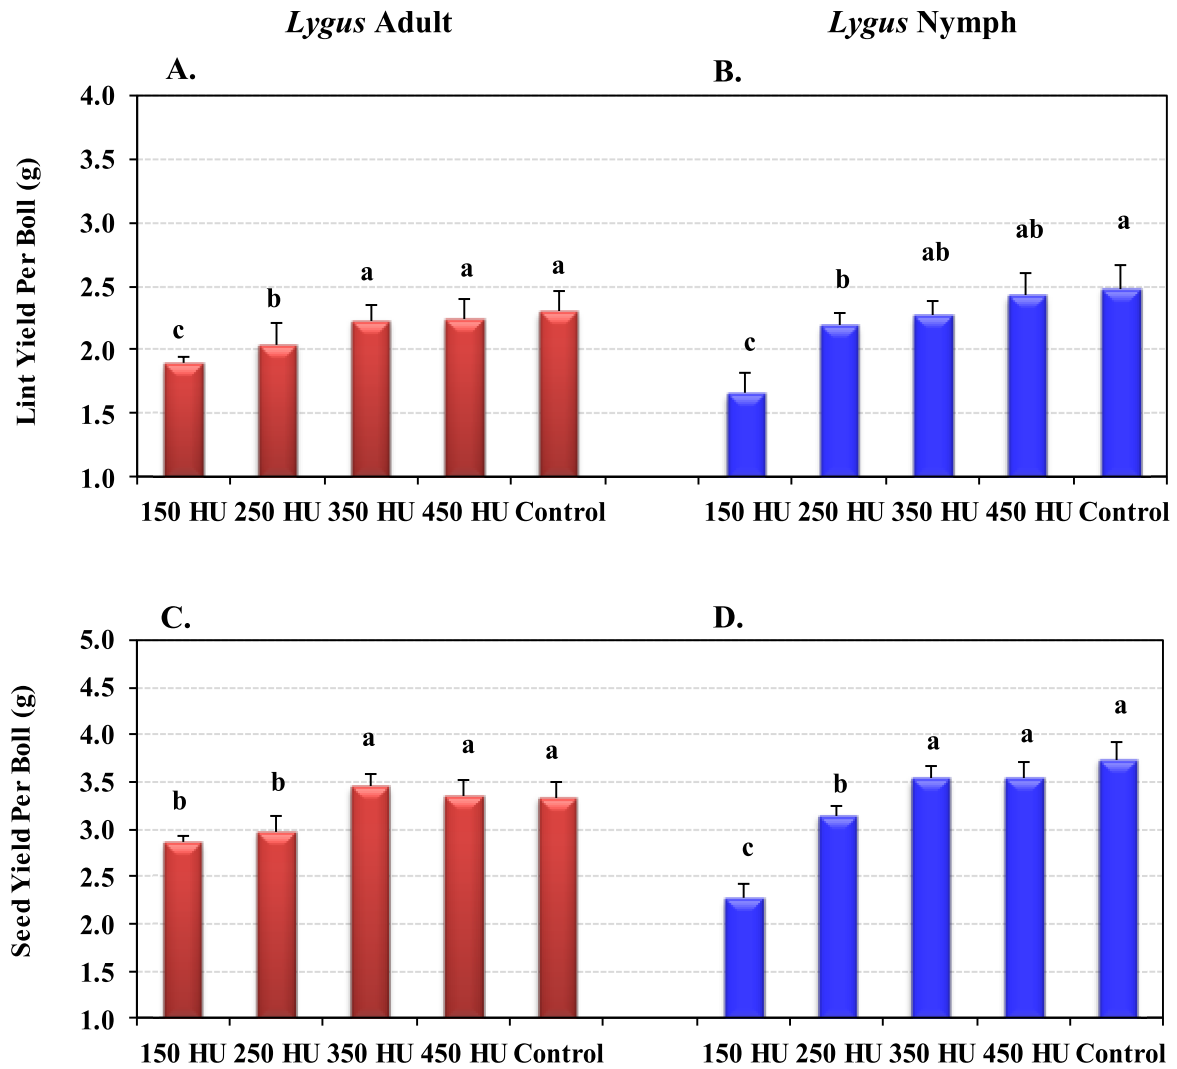 Lygus Adult
Lygus Nymph
A.
B.
Lint Yield Per Boll (g)
4.0
3.5
3.0
2.5
2.0
1.5
1.0
c
b
a
a
a
c
b
ab
ab
a
150 HU 250 HU 350 HU 450 HU Control
150 HU 250 HU 350 HU 450 HU Control
C.
D.
Seed Yield Per Boll (g)
5.0
4.5
4.0
3.5
3.0
2.5
2.0
1.5
1.0
b
b
a
a
a
c
b
a
a
a
150 HU 250 HU 350 HU 450 HU Control
150 HU 250 HU 350 HU 450 HU Control